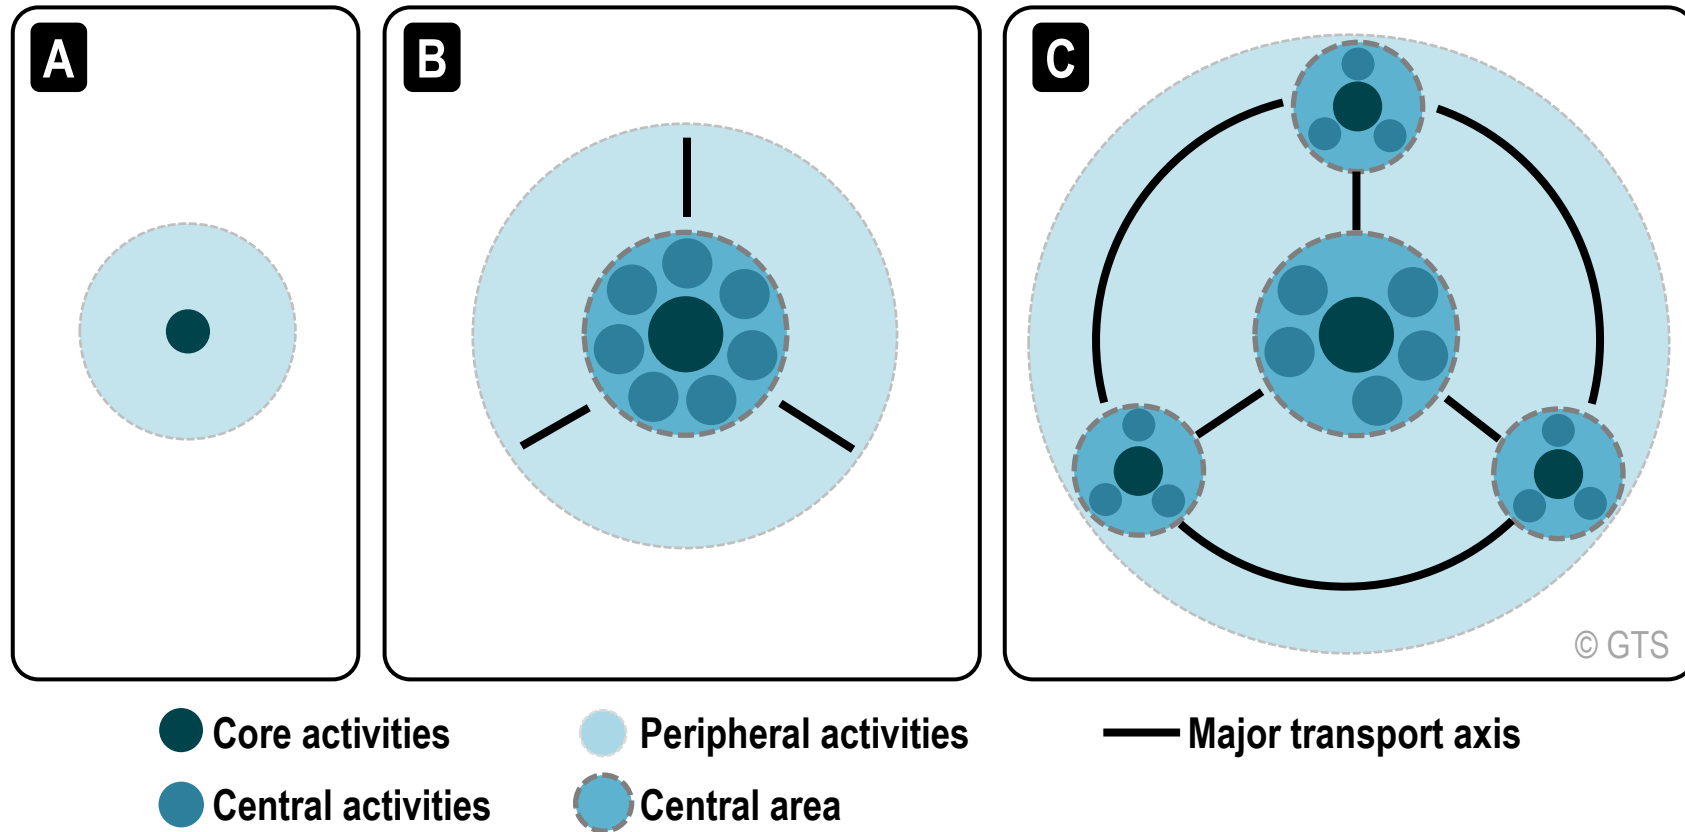 A
B
C
© GTS
Core activities
Peripheral activities
Major transport axis
Central activities
Central area